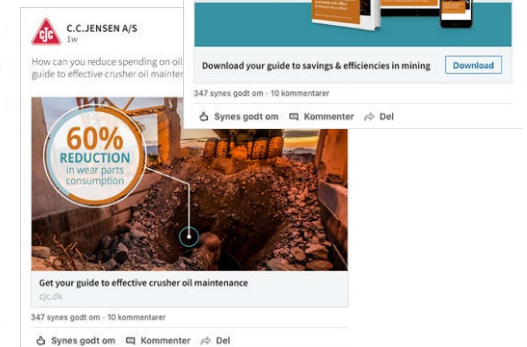 cjc
C.C.JENSEN A/S
1w
How can you reduce spending on oil
guide to effective crusher oil mainten
60%
REDUCTION
in wear parts
consumption
Get your guide to effective crusher oil maintenance
cjc.dk
347 synes godt om · 10 kommentarer
Synes godt om Kommenter Del
Download your guide to savings & efficiencies in mining Download
347 synes godt om · 10 kommentarer
Synes godt om Kommenter Del